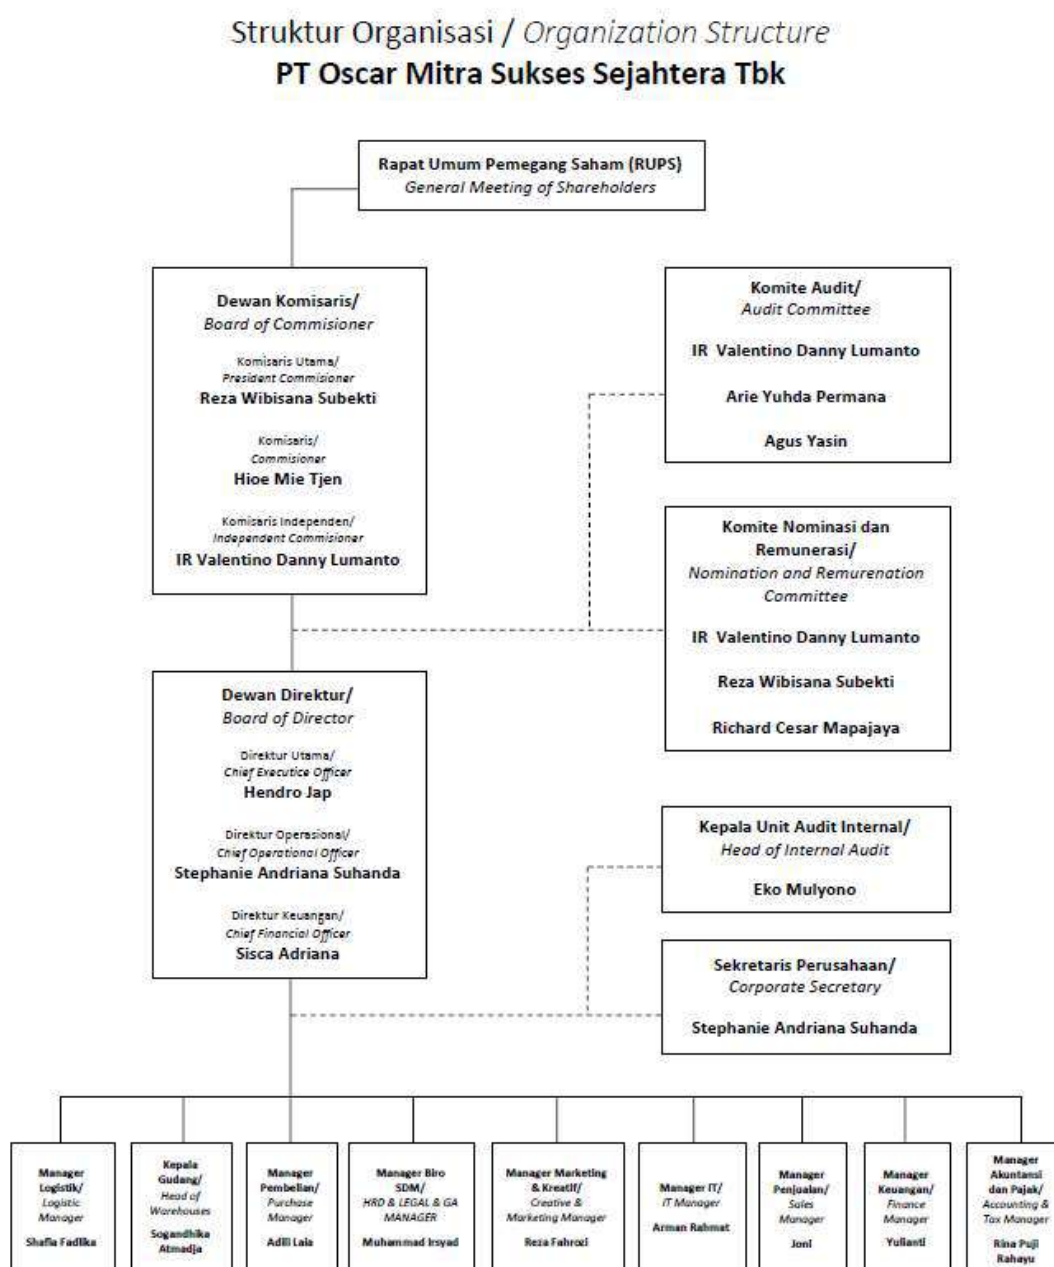 Struktur Organisasi / Organization Structure
PT Oscar Mitra Sukses Sejahtera Tbk
Rapat Umum Pemegang Saham (RUPS)
General Meeting of Shareholders
Dewan Komisaris/
Board of Commisioner
Komisaris Utama/
President Commisioner
Reza Wibisana Subekti
Komisaris/
Commisioner
Hioe Mie Tjen
Komisaris Independen/
Independent Commisioner
IR Valentino Danny Lumanto
Komite Audit/
Audit Committee
IR Valentino Danny Lumanto
Arie Yuhda Permana
Agus Yasin
Komite Nominasi dan
Remunerasi/
Nomination and Remurenation
Committee
IR Valentino Danny Lumanto
Reza Wibisana Subekti
Richard Cesar Mapajaya
Dewan Direktur/
Board of Director
Direktur Utama/
Chief Executice Officer
Hendro Jap
Direktur Operasional/
Chief Operational Officer
Stephanie Andriana Suhanda
Direktur Keuangan/
Chief Financial Officer
Sisca Adriana
Kepala Unit Audit Internal/
Head of Internal Audit
Eko Mulyono
Sekretaris Perusahaan/
Corporate Secretary
Stephanie Andriana Suhanda
Manager
Logistik/
Logistic
Manager
Shafia Fadlika
Kepala
Gudang/
Head of
Warehouses
Sogandhika
Atmadja
Manager
Pembelian/
Purchase
Manager
Adili Laia
Manager Biro
SDM/
HRD & LEGAL & GA
MANAGER
Muhammad Irsyad
Manager Marketing
& Kreatif/
Creative &
Marketing Manager
Reza Fahrozi
Manager IT/
IT Manager
Arman Rahmat
Manager
Penjualan/
Sales
Manager
Joni
Manager
Keuangan/
Finance
Manager
Yulianti
Manager
Akuntansi
dan Pajak/
Accounting &
Tax Manager
Rina Puji
Rahayu